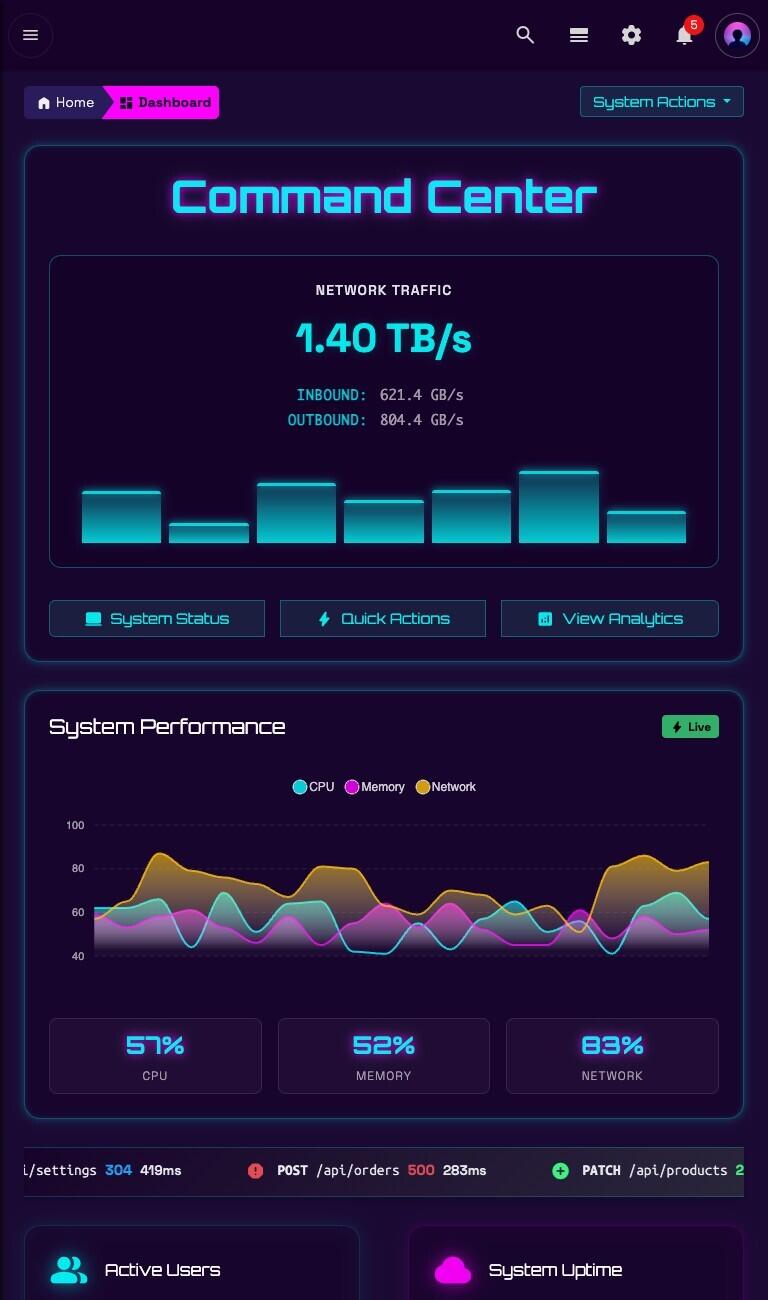 5
Home
Dashboard
System Actions
Command Center
NETWORK TRAFFIC
1.40 TB/s
INBOUND: 621.4 GB/s
OUTBOUND: 804.4 GB/s
System Status
Quick Actions
View Analytics
System Performance
Live
CPU Memory Network
100
80
60
40
57%
CPU
52%
MEMORY
83%
NETWORK
i/settings 304 419ms POST /api/orders 500 283ms PATCH /api/products 2
Active Users
System Uptime